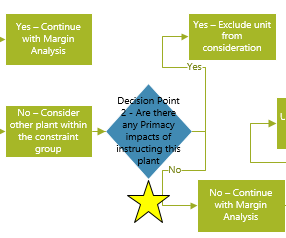 Yes – Continue
with Margin
Analysis
Yes – Exclude unit
from
consideration
Yes
No – Consider
other plant within
the constraint
group
Decision Point
2 - Are there
any Primacy
impacts of
instructing this
plant
No
No – Continue
with Margin
Analysis